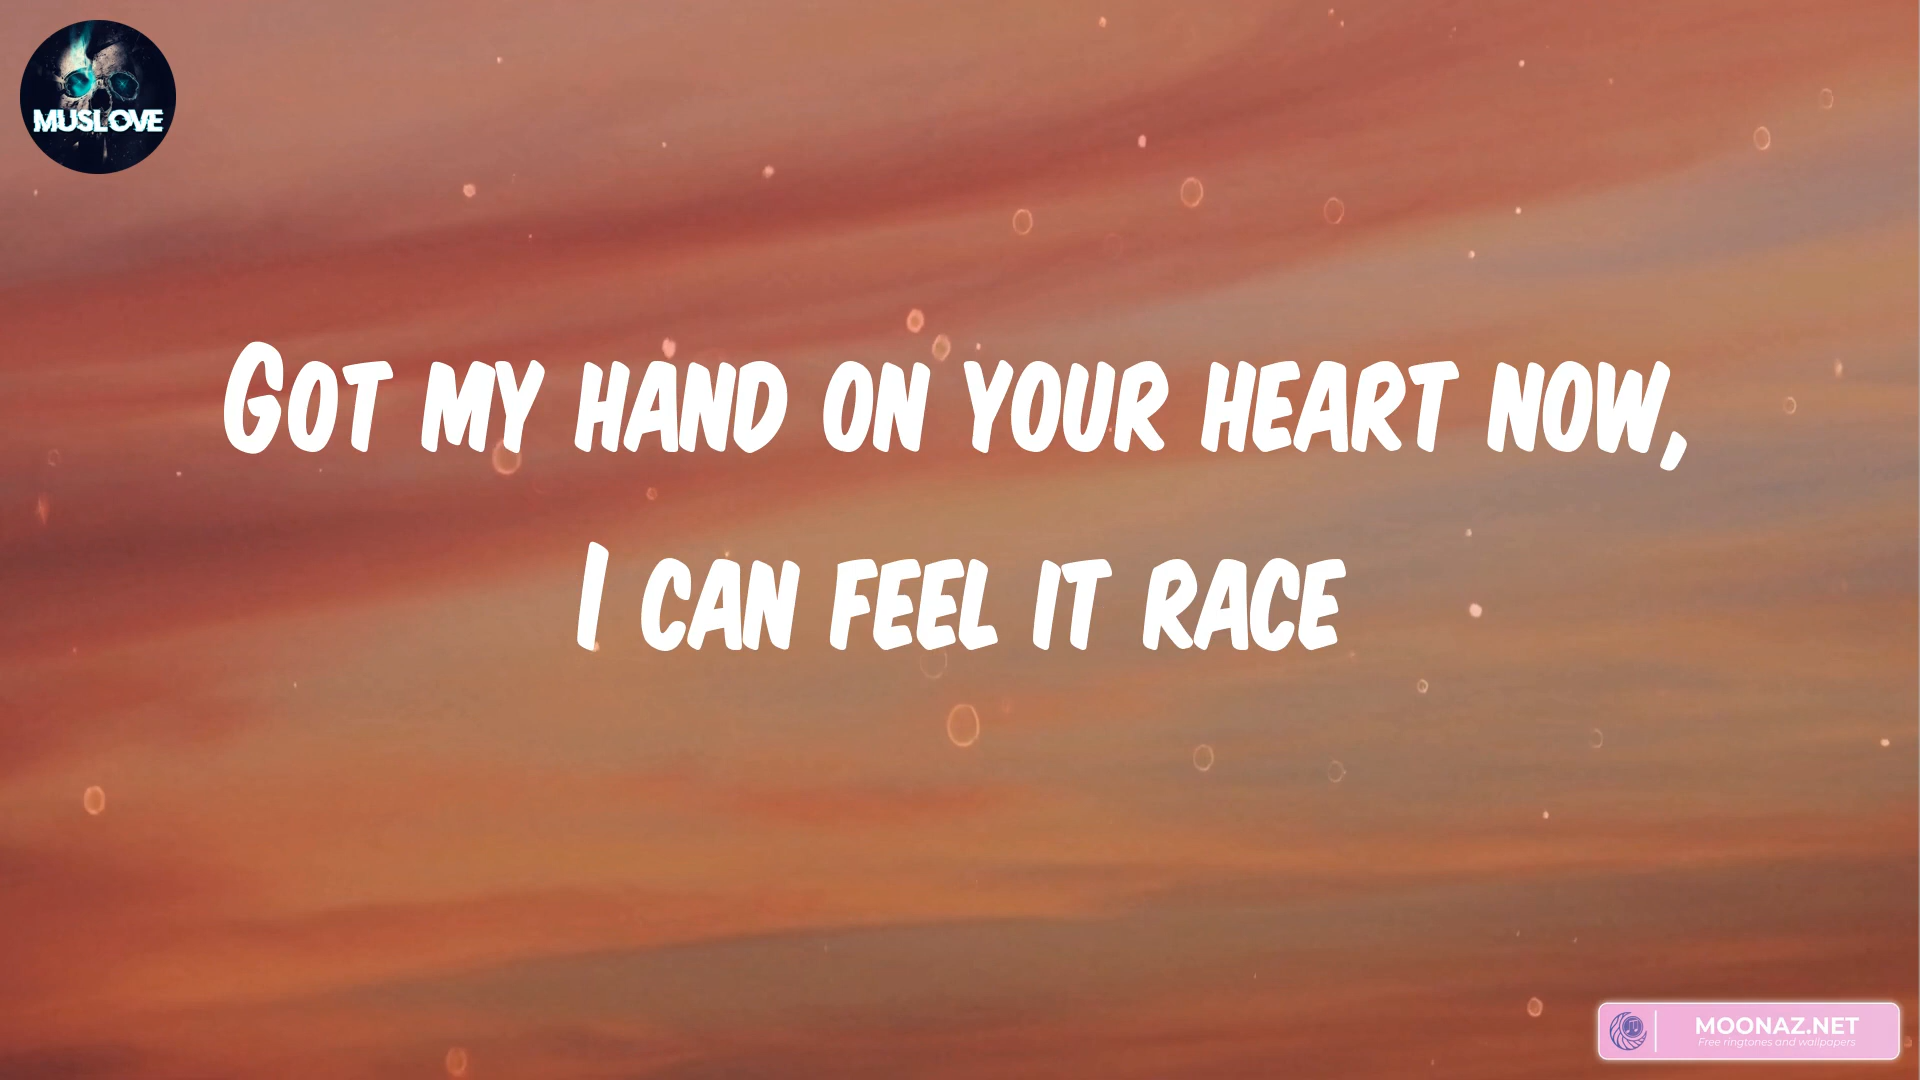 MUSLOVE
Got my hand on your heart now,
I can feel it race
MOONAZ.NET
Free ringtones and wallpapers